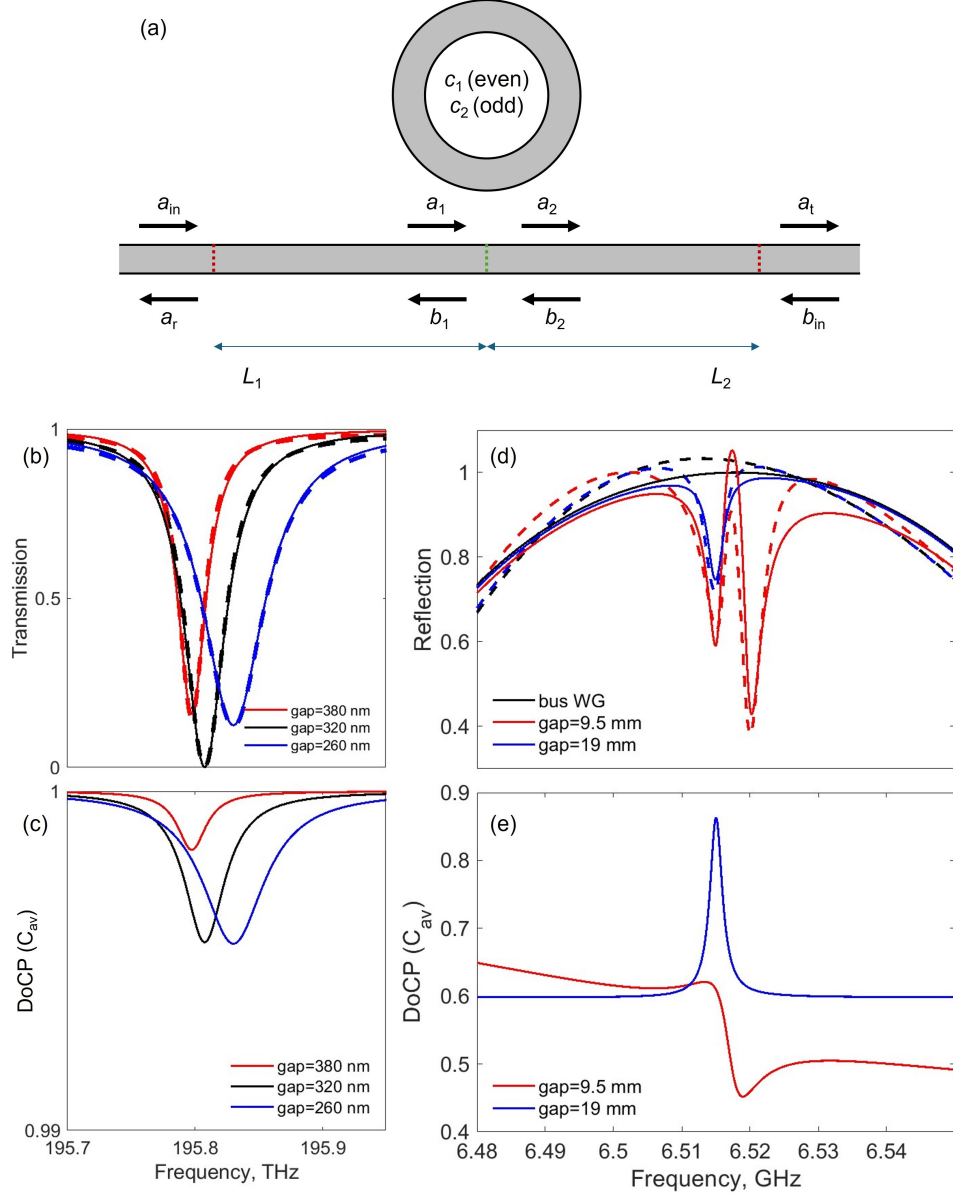 (a)
c1 (even)
c2 (odd)
ain
a1
a2
at
ar
b1
b2
bin
L1
L2
(b)
1
0.5
0
Transmission
gap=380 nm
gap=320 nm
gap=260 nm
(c)
1
0.99
DoCP (Cav)
gap=380 nm
gap=320 nm
gap=260 nm
195.7
195.8
195.9
Frequency, THz
(d)
1
0.8
0.6
0.4
Reflection
bus WG
gap=9.5 mm
gap=19 mm
(e)
0.9
0.8
0.7
0.6
0.5
0.4
DoCP (Cav)
gap=9.5 mm
gap=19 mm
6.48
6.49
6.5
6.51
6.52
6.53
6.54
Frequency, GHz